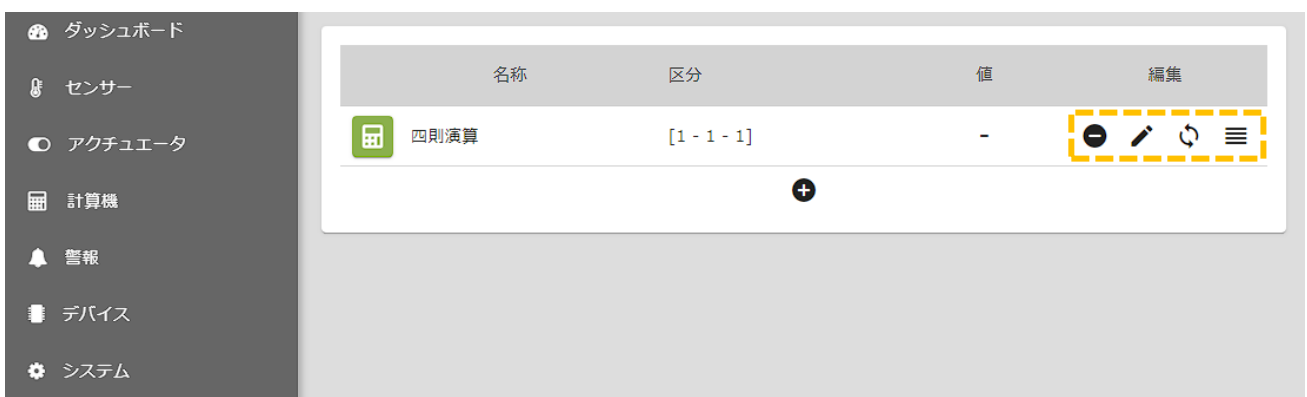 ダッシュボード
センサー
アクチュエータ
計算機
警報
デバイス
システム
名称 区分 値 編集
四則演算 [1 - 1 - 1] -